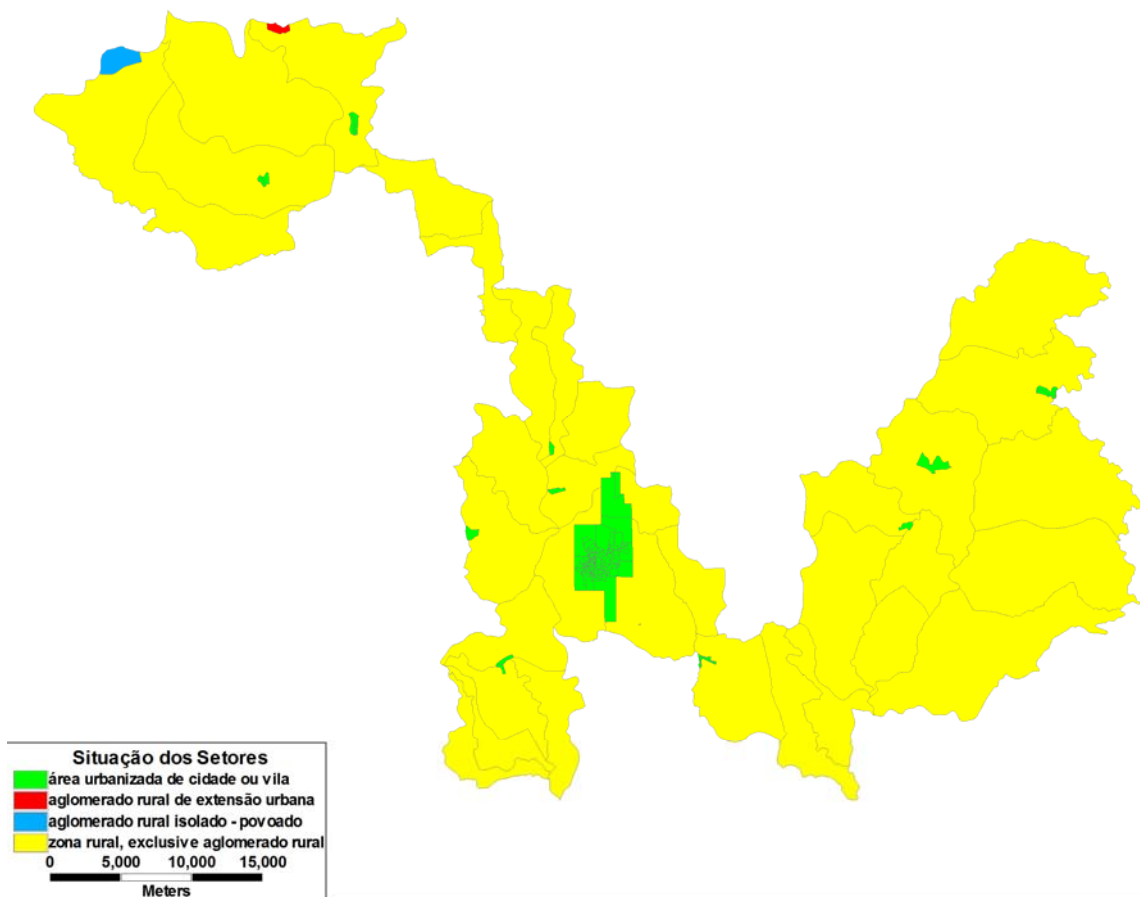 Situação dos Setores
área urbanizada de cidade ou vila
aglomerado rural de extensão urbana
aglomerado rural isolado - povoado
zona rural, exclusive aglomerado rural
0 5,000 10,000 15,000
Meters